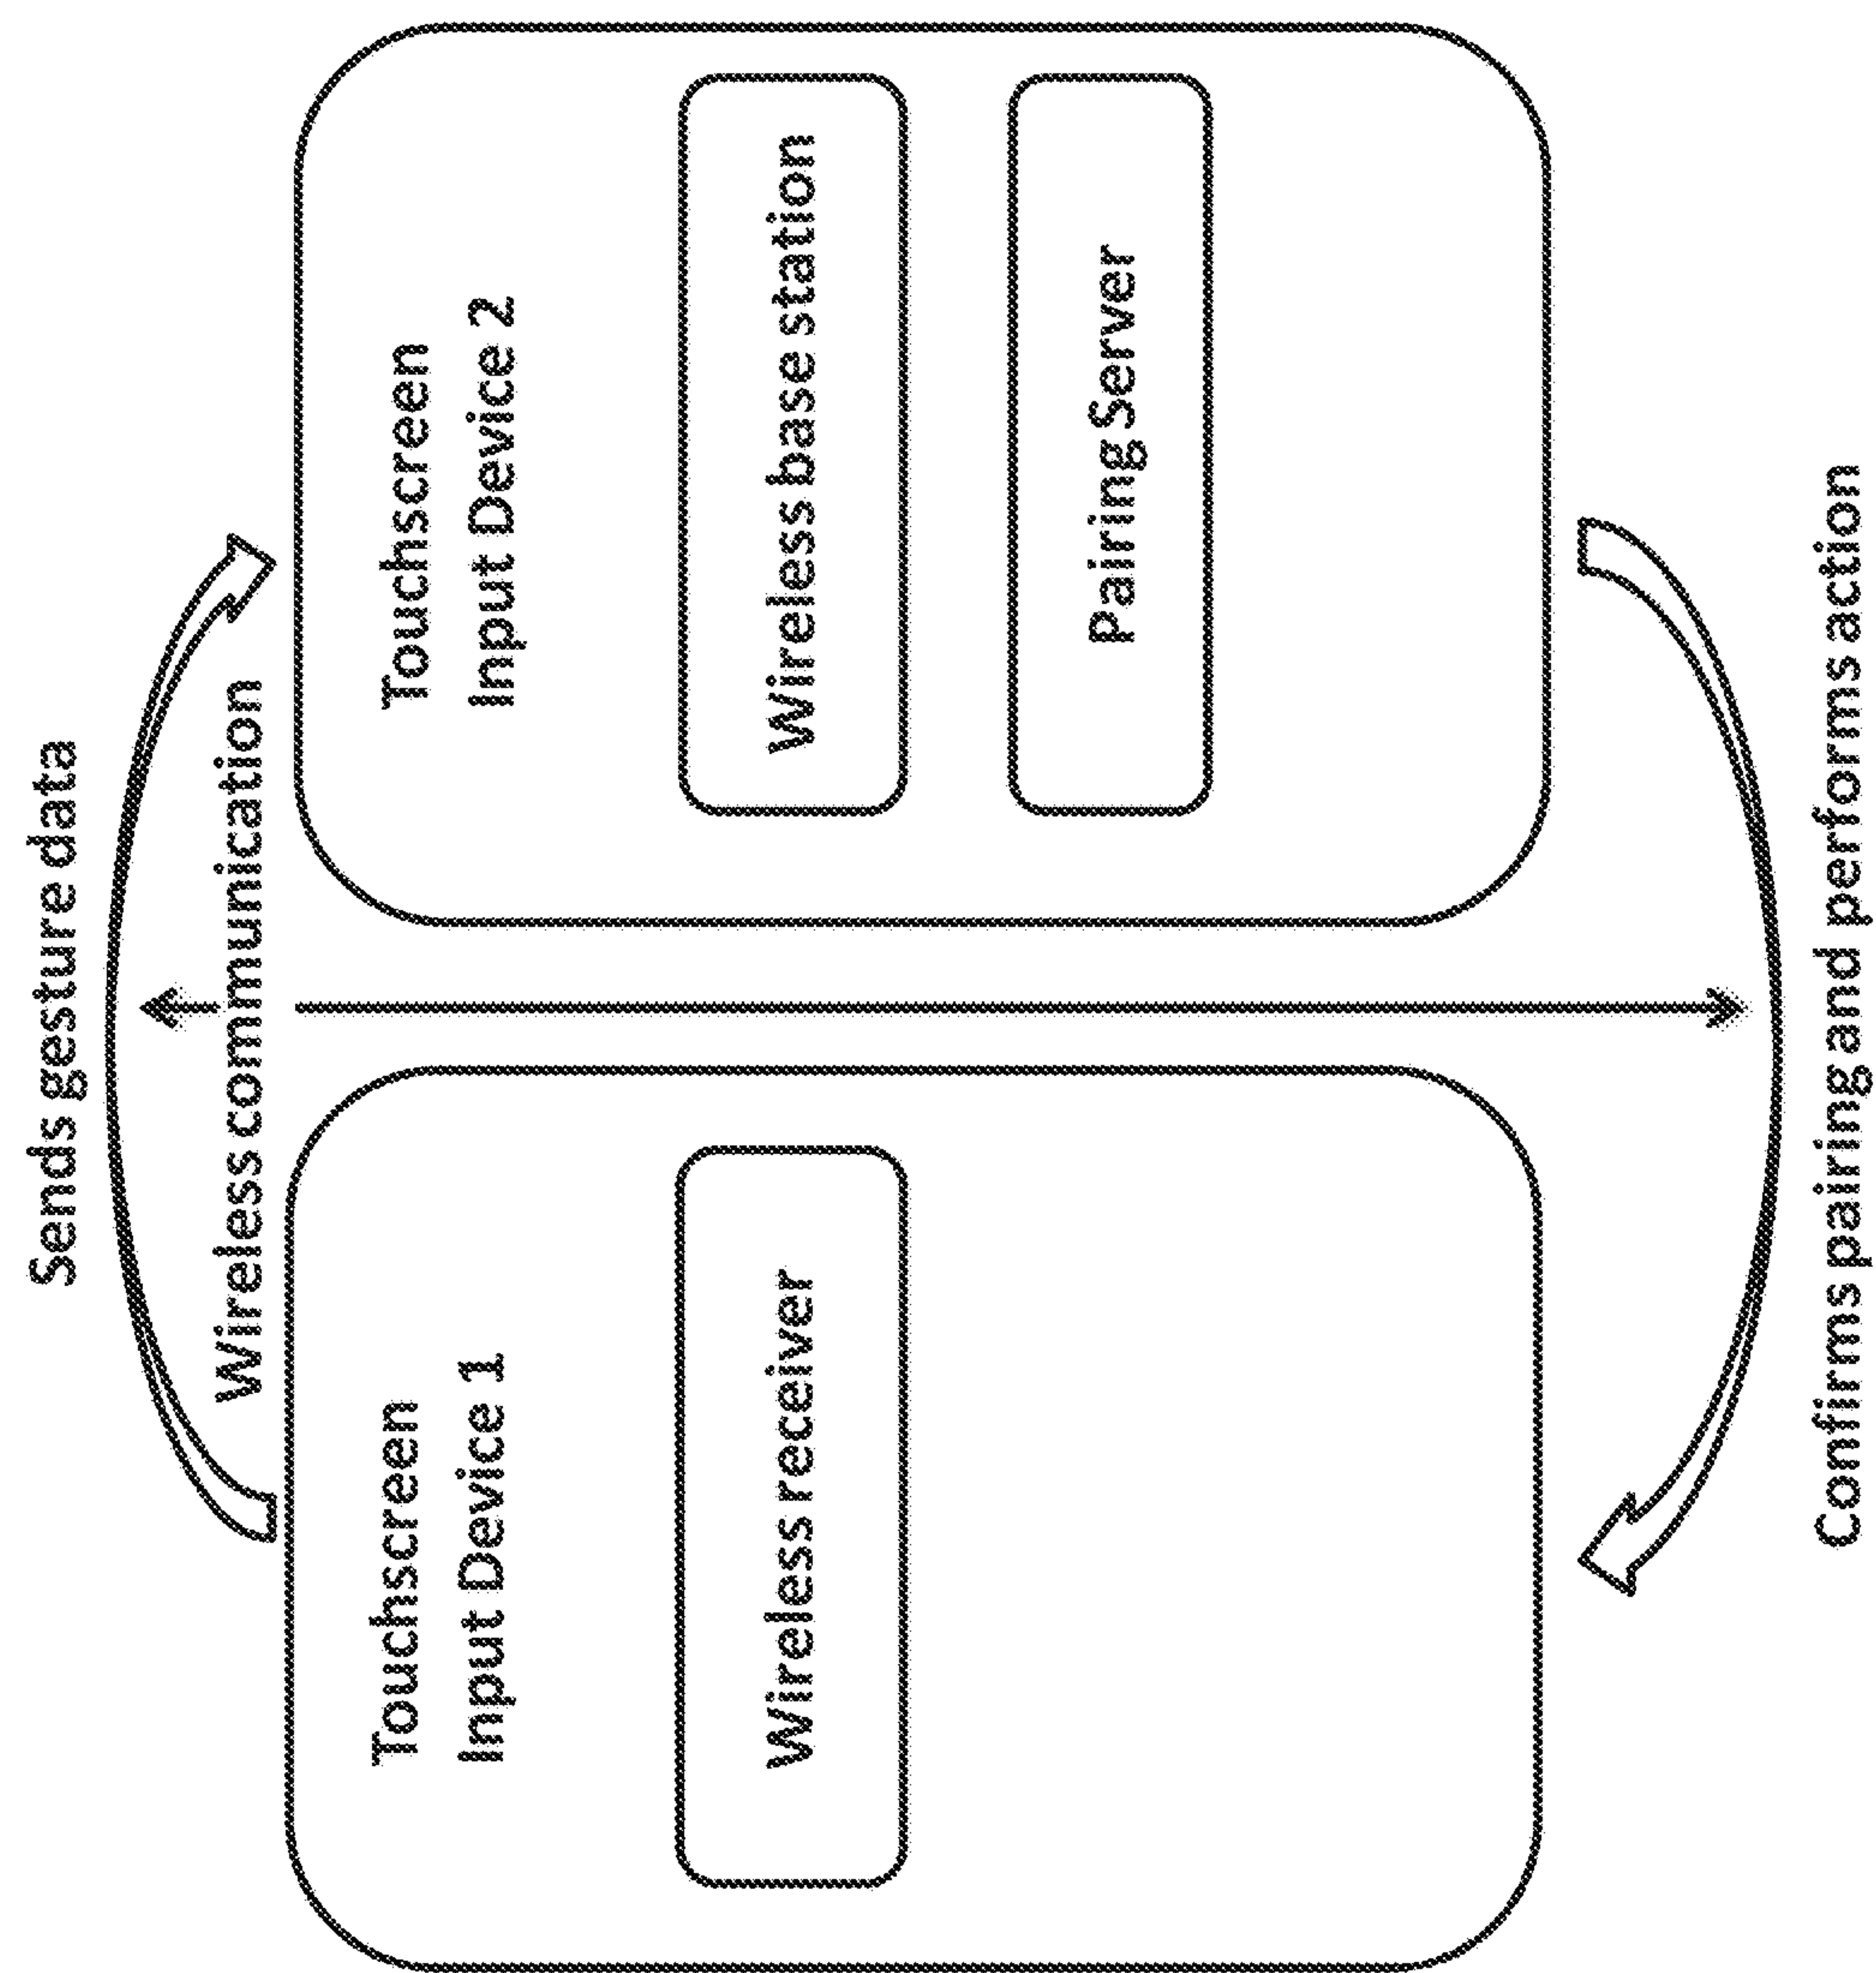 Sends gesture data
Wireless communication
Touchscreen
Input Device 1
Wireless receiver
Touchscreen
Input Device 2
Wireless base station
Pairing Server
Confirms pairing and performs action